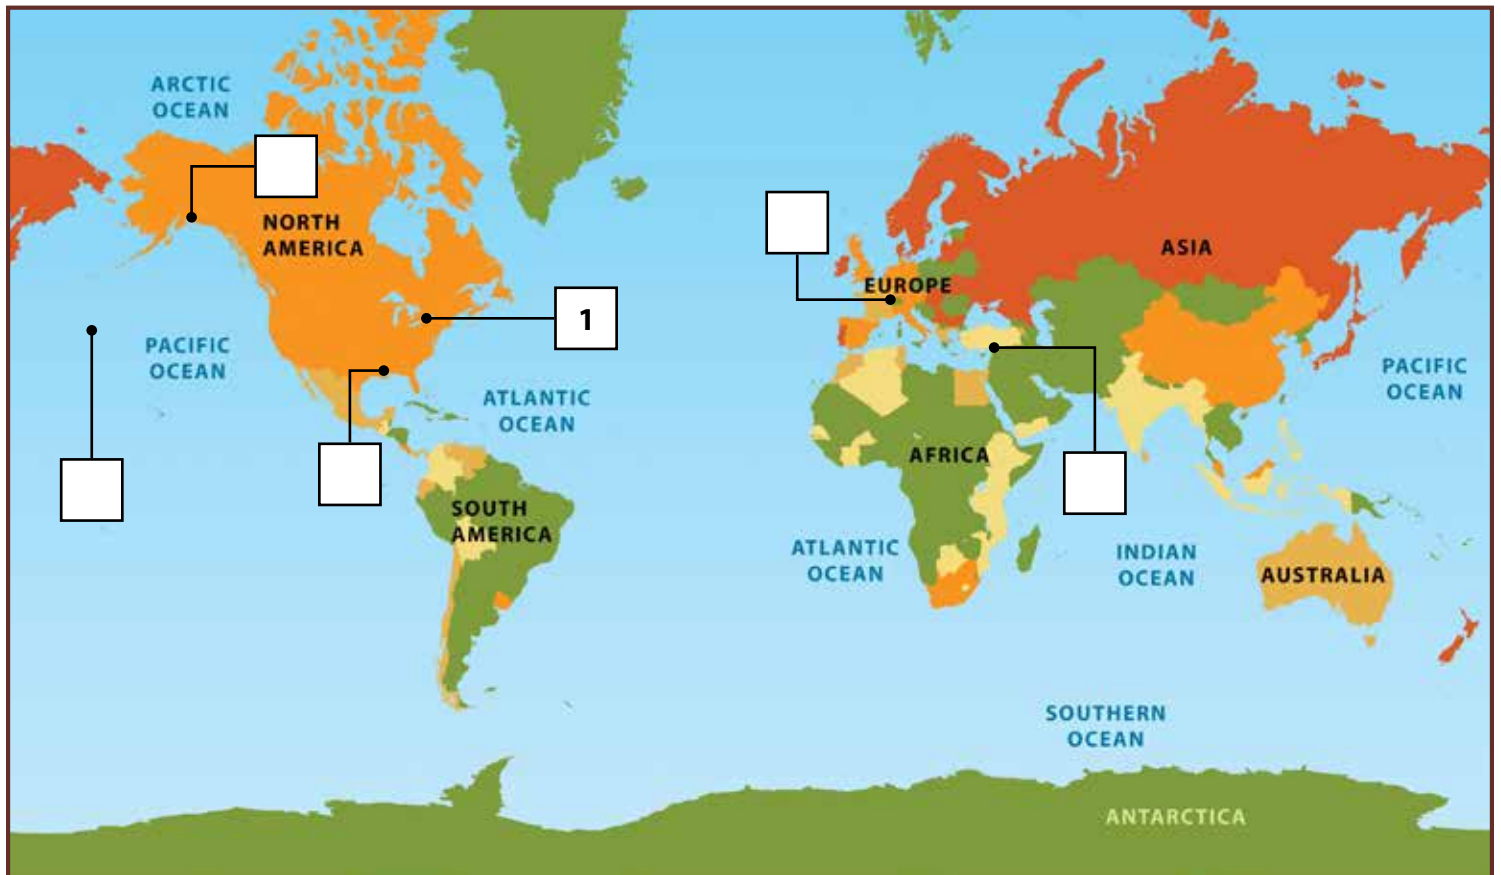 ARCTIC
OCEAN
NORTH
AMERICA
ASIA
EUROPE
1
PACIFIC
OCEAN
PACIFIC
OCEAN
ATLANTIC
OCEAN
AFRICA
SOUTH
AMERICA
ATLANTIC
OCEAN
INDIAN
OCEAN
AUSTRALIA
SOUTHERN
OCEAN
ANTARCTICA